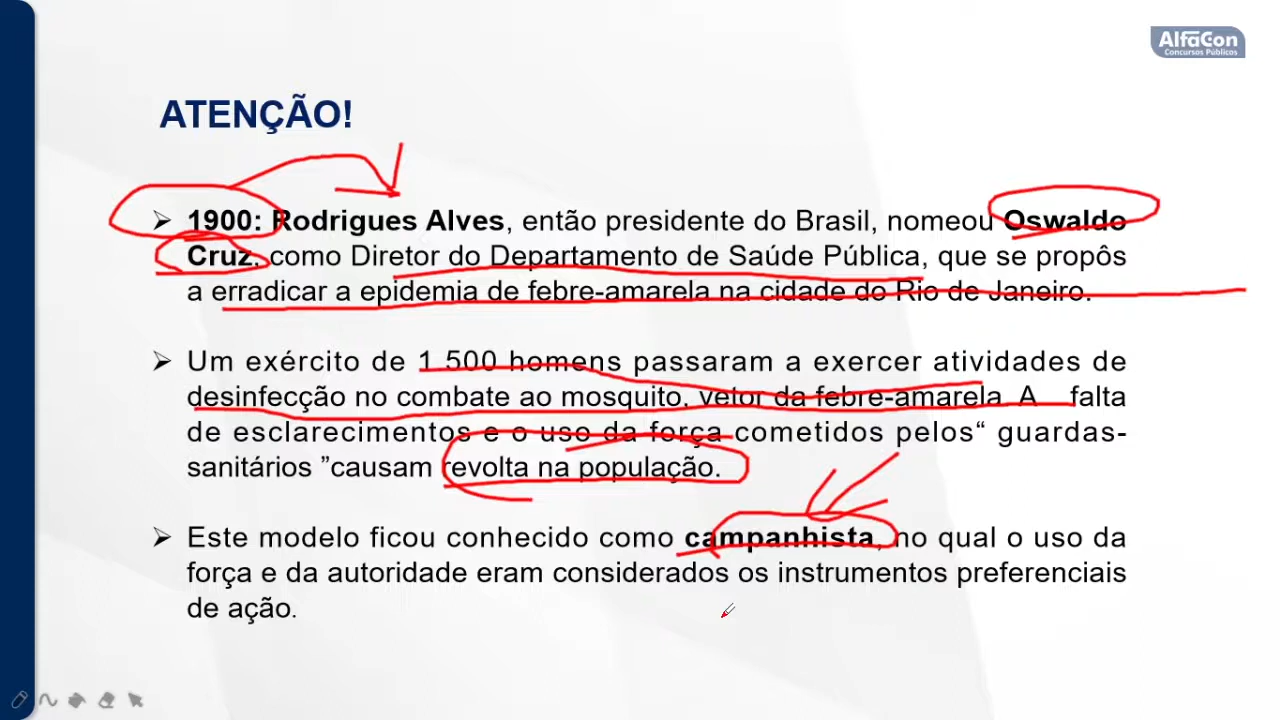 AlfaCon
Concursos Públicos
ATENÇÃO!
➢ 1900: Rodrigues Alves, então presidente do Brasil, nomeou Oswaldo
Cruz, como Diretor do Departamento de Saúde Pública, que se propôs
a erradicar a epidemia de febre-amarela na cidade do Rio de Janeiro.
➢ Um exército de 1.500 homens passaram a exercer atividades de
desinfecção no combate ao mosquito, vetor da febre-amarela. A falta
de esclarecimentos e o uso da força cometidos pelos“ guardas-
sanitários ”causam revolta na população.
➢ Este modelo ficou conhecido como campanhista, no qual o uso da
força e da autoridade eram considerados os instrumentos preferenciais
de ação.